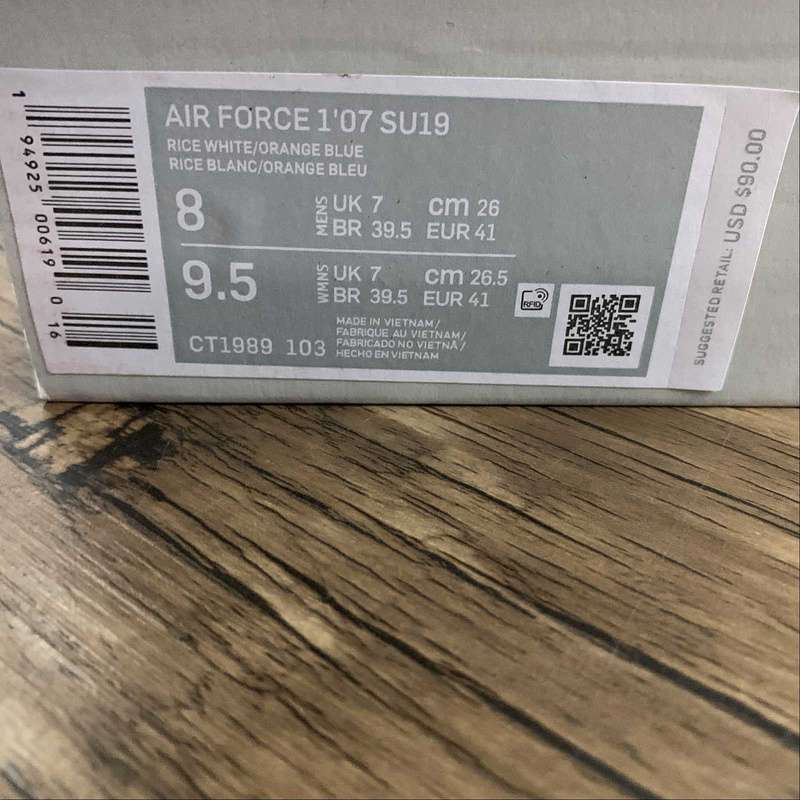 AIR FORCE 1'07 SU19
RICE WHITE/ORANGE BLUE
RICE BLANC/ORANGE BLEU
8
MENS
UK 7 cm 26
BR 39.5 EUR 41
9.5
WMNS
UK 7 cm 26.5
BR 39.5 EUR 41
RFID
CT1989 103
MADE IN VIETNAM/
FABRIQUE AU VIETNAM/
FABRICADO NO VIETNÃ/
HECHO EN VIETNAM
1 94925 00619 0 16
SUGGESTED RETAIL: USD $90.00